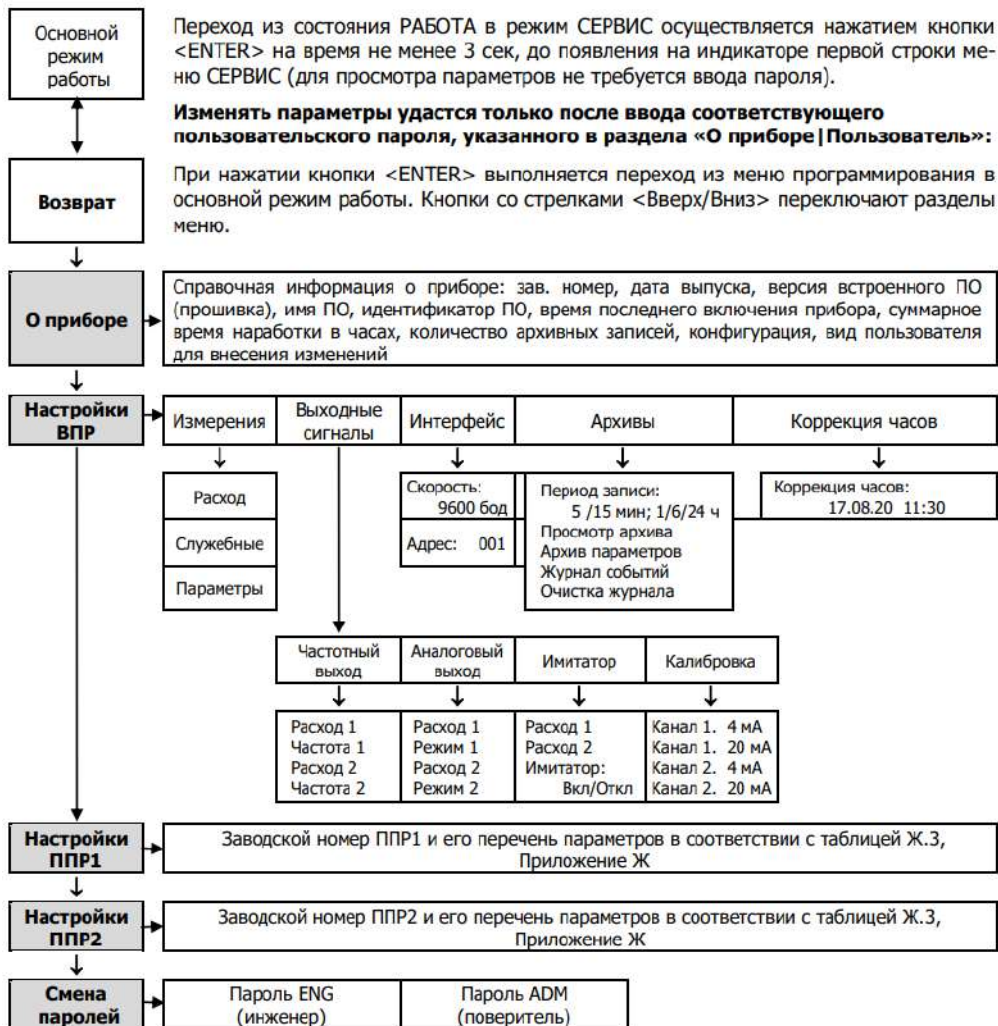 Основной
режим
работы
Переход из состояния РАБОТА в режим СЕРВИС осуществляется нажатием кнопки
<ENTER> на время не менее 3 сек, до появления на индикаторе первой строки ме-
ню СЕРВИС (для просмотра параметров не требуется ввода пароля).
Изменять параметры удастся только после ввода соответствующего
пользовательского пароля, указанного в раздела «О приборе|Пользователь»:
Возврат
При нажатии кнопки <ENTER> выполняется переход из меню программирования в
основной режим работы. Кнопки со стрелками <Вверх/Вниз> переключают разделы
меню.
О приборе
Справочная информация о приборе: зав. номер, дата выпуска, версия встроенного ПО
(прошивка), имя ПО, идентификатор ПО, время последнего включения прибора, суммарное
время наработки в часах, количество архивных записей, конфигурация, вид пользователя
для внесения изменений
Настройки
ВПР
Измерения
Выходные
сигналы
Интерфейс
Архивы
Коррекция часов
Расход
Служебные
Параметры
Скорость:
9600 бод
Адрес: 001
Период записи:
5 /15 мин; 1/6/24 ч
Просмотр архива
Архив параметров
Журнал событий
Очистка журнала
Коррекция часов:
17.08.20 11:30
Частотный
выход
Аналоговый
выход
Имитатор
Калибровка
Расход 1
Частота 1
Расход 2
Частота 2
Расход 1
Режим 1
Расход 2
Режим 2
Расход 1
Расход 2
Имитатор:
Вкл/Откл
Канал 1. 4 мА
Канал 1. 20 мА
Канал 2. 4 мА
Канал 2. 20 мА
Настройки
ППР1
Заводской номер ППР1 и его перечень параметров в соответствии с таблицей Ж.3,
Приложение Ж
Настройки
ППР2
Заводской номер ППР2 и его перечень параметров в соответствии с таблицей Ж.3,
Приложение Ж
Смена
паролей
Пароль ENG
(инженер)
Пароль ADM
(поверитель)